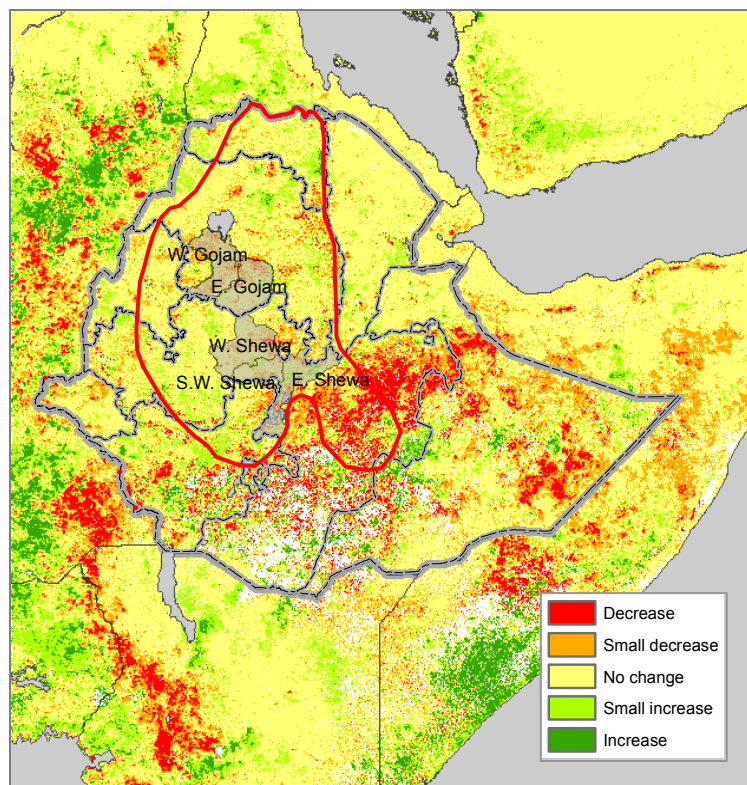 W. Gojam
E. Gojam
W. Shewa
S.W. Shewa
E. Shewa
Decrease
Small decrease
No change
Small increase
Increase